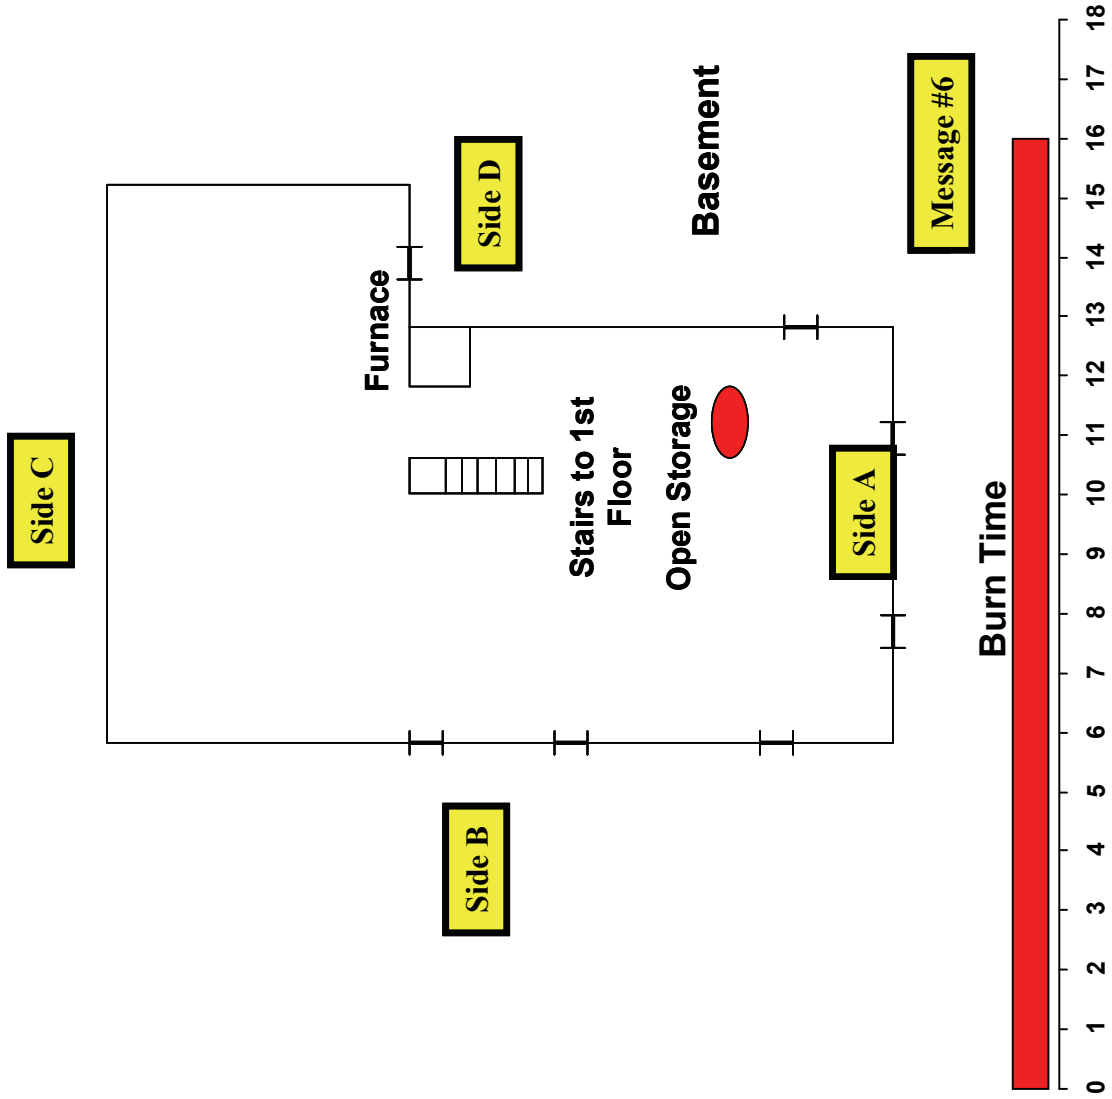 Side C
Furnace
Side D
Stairs to 1st
Floor
Open Storage
Basement
Side B
Side A
Message #6
Burn Time
0 1 2 3 4 5 6 7 8 9 10 11 12 13 14 15 16 17 18